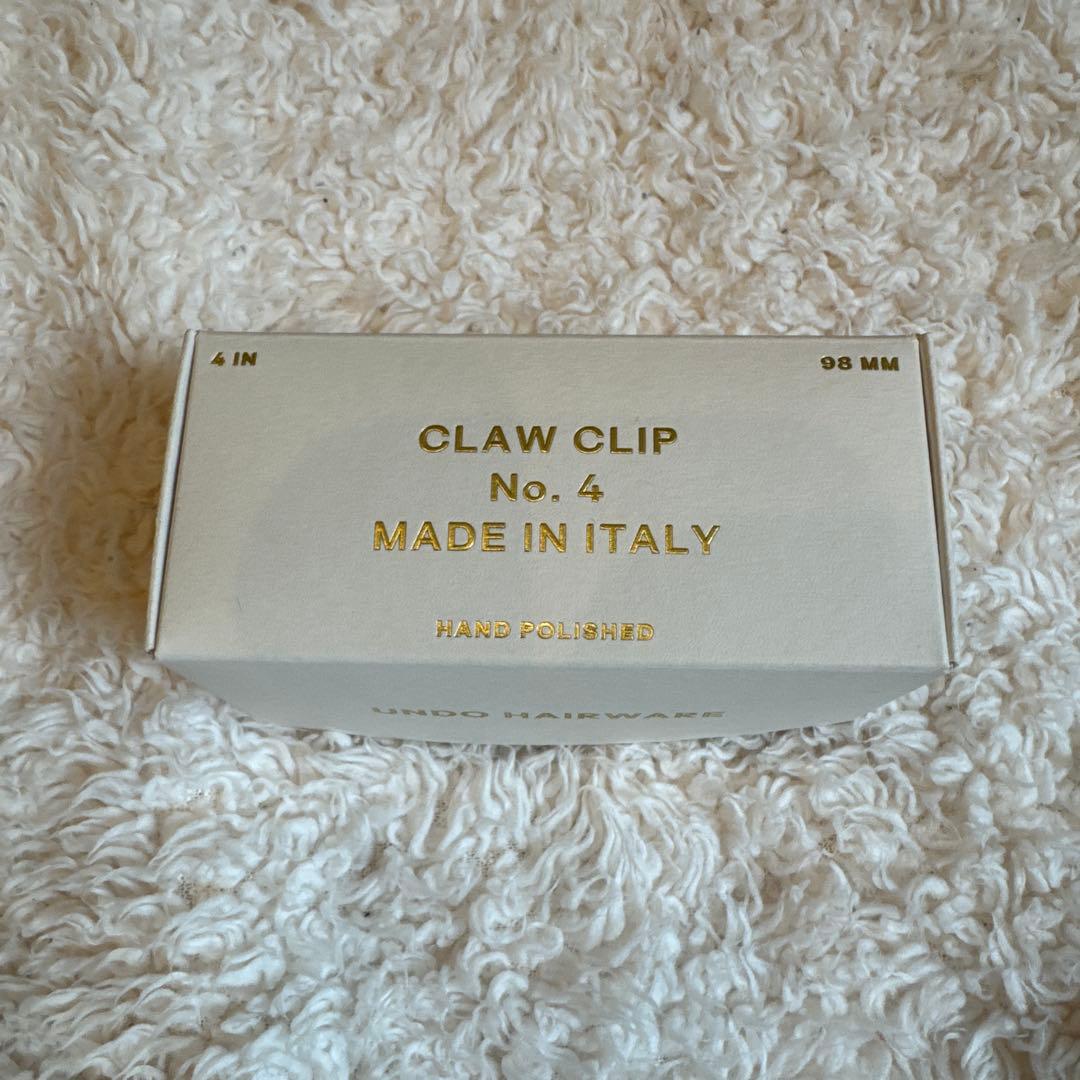 4 IN
98 MM
CLAW CLIP
No. 4
MADE IN ITALY
HAND POLISHED
UNDO HAIRWARE